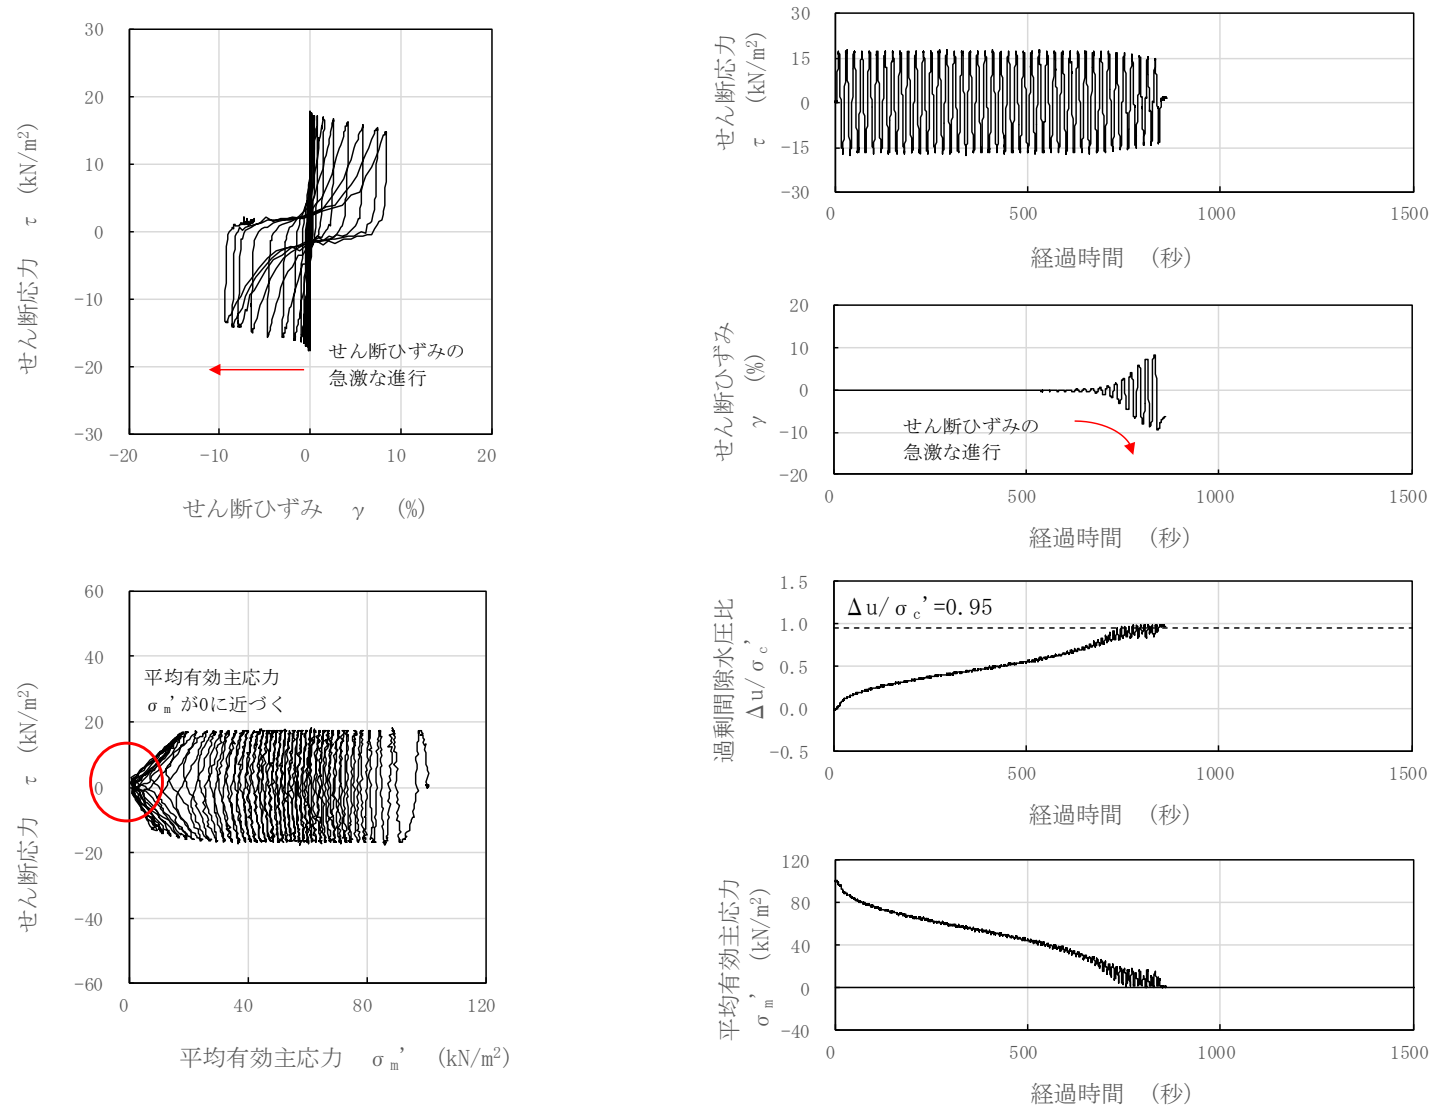 30
20
10
0
-10
-20
-30
-20
-10
0
10
20
せん断応力 τ (kN/m²)
せん断ひずみ γ (%)
せん断ひずみの
急激な進行
30
15
0
-15
-30
0
500
1000
1500
せん断応力
τ (kN/m²)
経過時間 (秒)
20
10
0
-10
-20
0
500
1000
1500
せん断ひずみ
γ (%)
せん断ひずみの
急激な進行
経過時間 (秒)
60
40
20
0
-20
-40
-60
0
40
80
120
せん断応力 τ (kN/m²)
平均有効主応力
σm'が0に近づく
平均有効主応力 σm' (kN/m²)
1.5
1.0
0.5
0.0
-0.5
0
500
1000
1500
過剰間隙水圧比
Δu/σc'
Δu/σc'=0.95
経過時間 (秒)
120
80
40
0
-40
0
500
1000
1500
平均有効主応力
σm' (kN/m²)
経過時間 (秒)